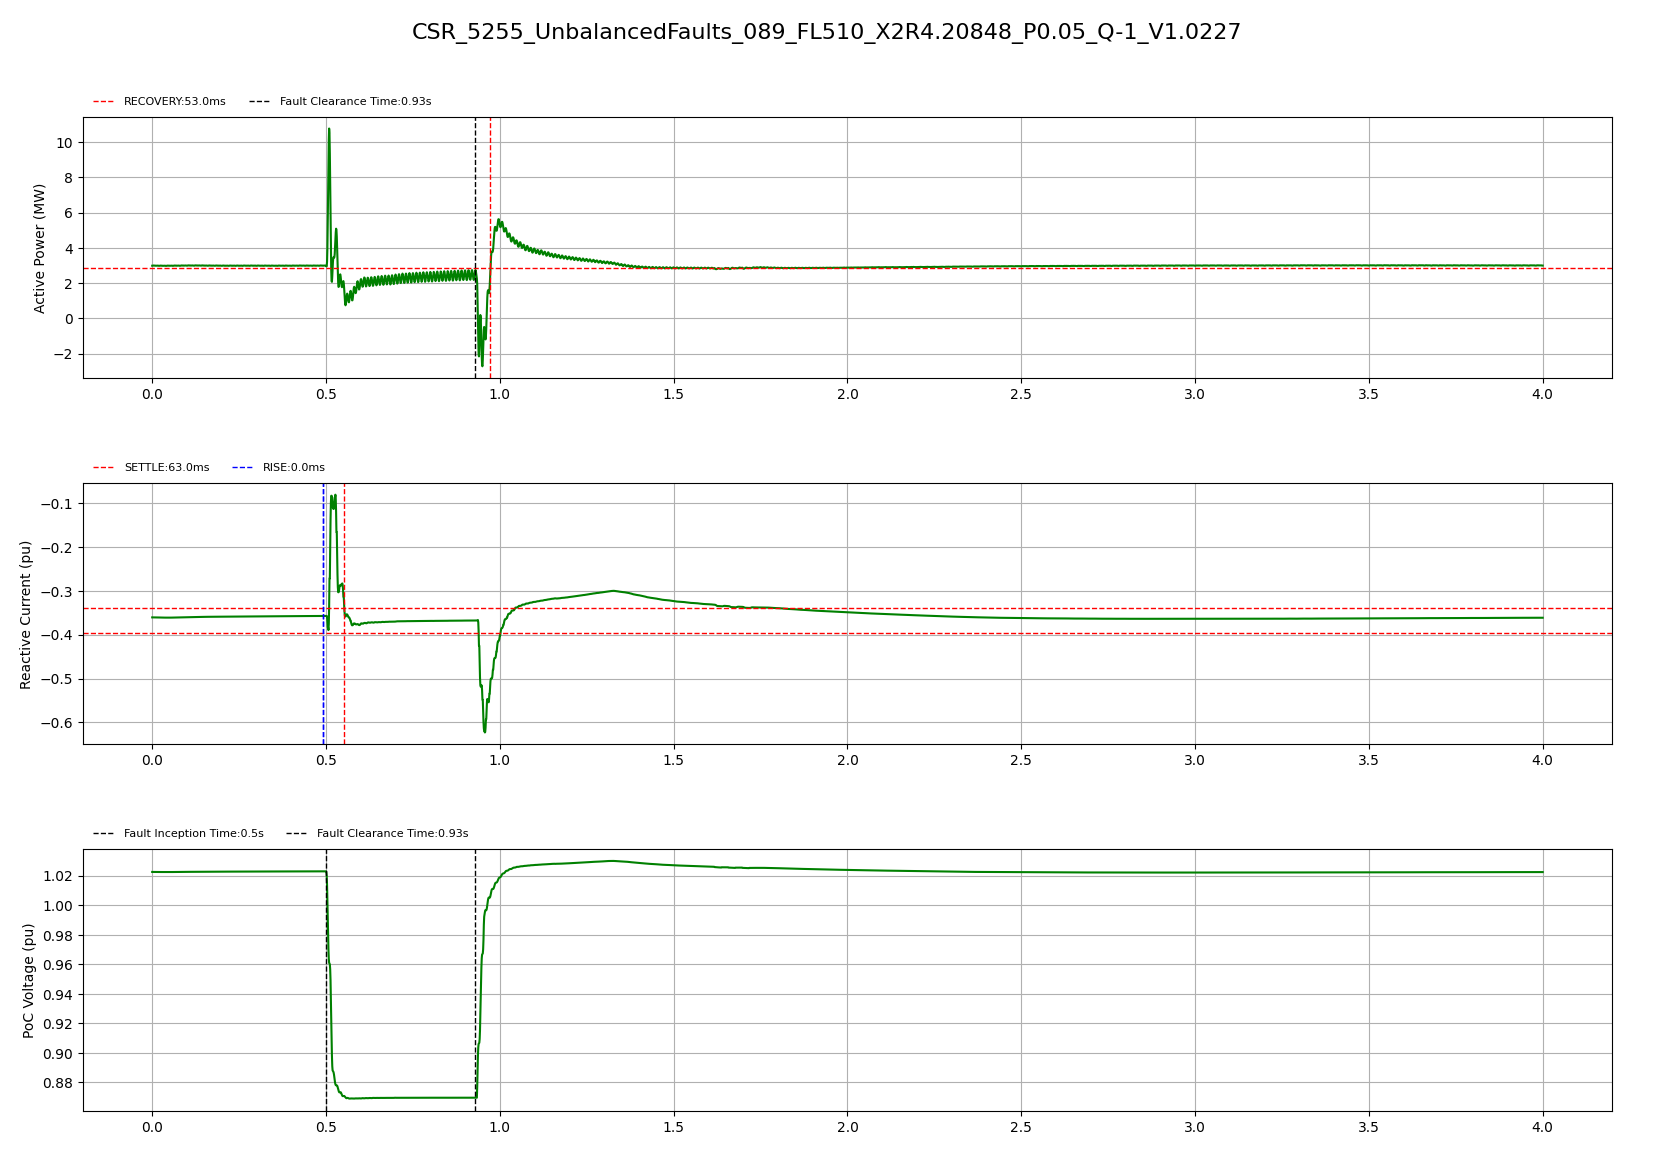 CSR_5255_UnbalancedFaults_089_FL510_X2R4.20848_P0.05_Q-1_V1.0227
RECOVERY:53.0ms Fault Clearance Time:0.93s
Active Power (MW)
10
8
6
4
2
0
−2
0.0 0.5 1.0 1.5 2.0 2.5 3.0 3.5 4.0
SETTLE:63.0ms RISE:0.0ms
Reactive Current (pu)
−0.1
−0.2
−0.3
−0.4
−0.5
−0.6
0.0 0.5 1.0 1.5 2.0 2.5 3.0 3.5 4.0
Fault Inception Time:0.5s Fault Clearance Time:0.93s
PoC Voltage (pu)
1.02
1.00
0.98
0.96
0.94
0.92
0.90
0.88
0.0 0.5 1.0 1.5 2.0 2.5 3.0 3.5 4.0